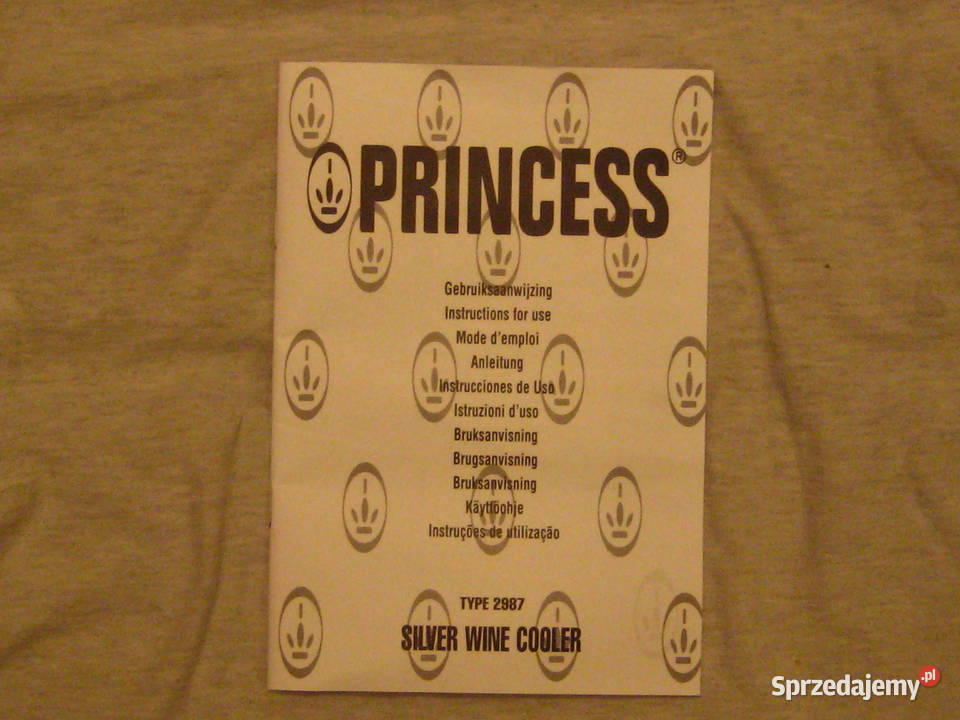 PRINCESS®
Gebruiksaanwijzing
Instructions for use
Mode d'emploi
Anleitung
Instrucciones de Uso
Istruzioni d'uso
Bruksanvisning
Brugsanvisning
Bruksanvisning
Käyttöohje
Instruções de utilização
TYPE 2987
SILVER WINE COOLER
Sprzedajemy.pl